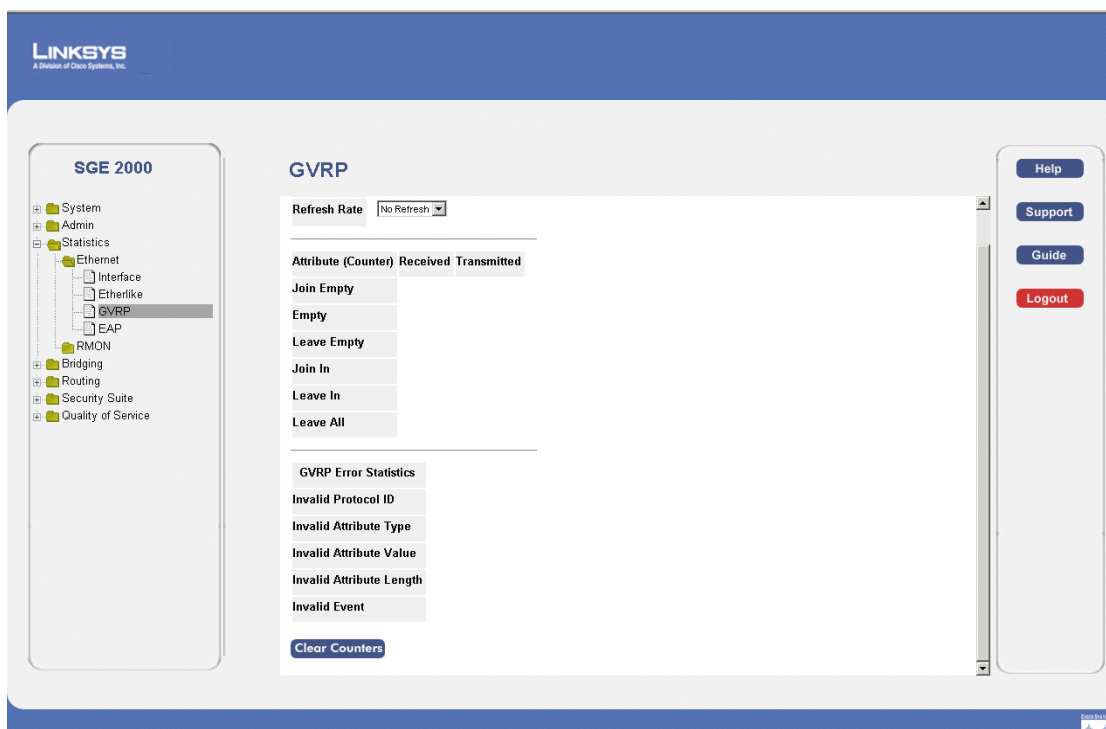 LINKSYS
A Division of Cisco Systems, Inc.
SGE 2000
System
Admin
Statistics
Ethernet
Interface
Etherlike
GVRP
EAP
RMON
Bridging
Routing
Security Suite
Quality of Service
GVRP
Refresh Rate No Refresh
Attribute (Counter) Received Transmitted
Join Empty
Empty
Leave Empty
Join In
Leave In
Leave All
GVRP Error Statistics
Invalid Protocol ID
Invalid Attribute Type
Invalid Attribute Value
Invalid Attribute Length
Invalid Event
Clear Counters
Help
Support
Guide
Logout